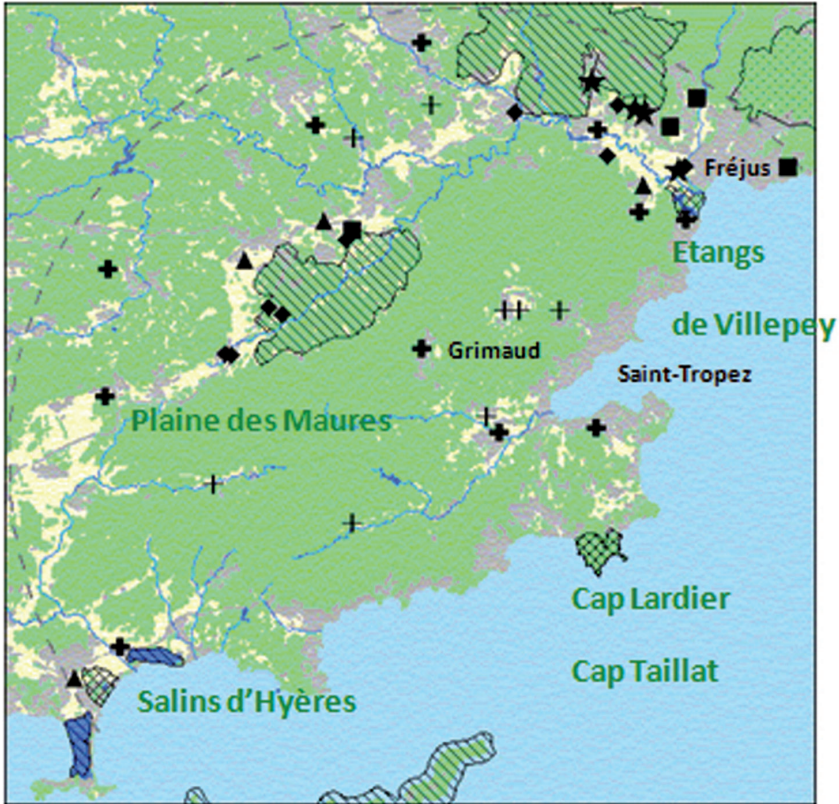 Fréjus
Etangs
de Villepey
Grimaud
Saint-Tropez
Plaine des Maures
Cap Lardier
Cap Taillat
Salins d'Hyères